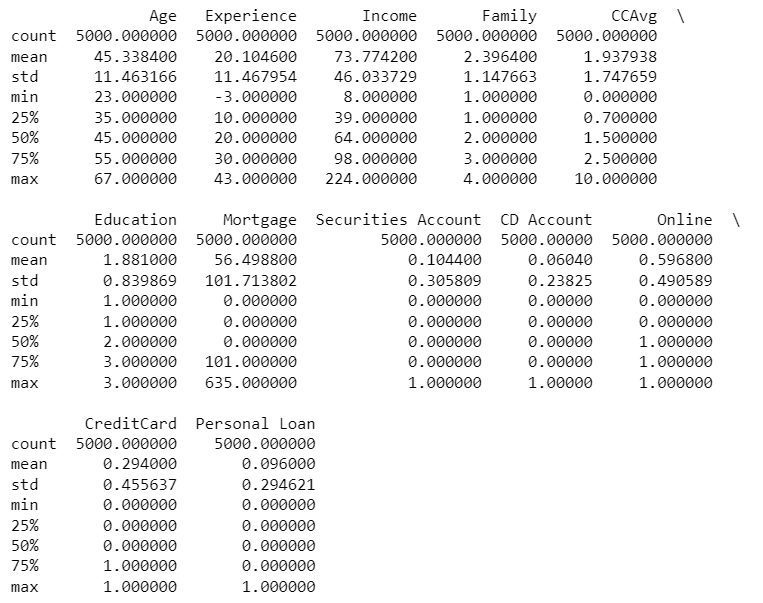 Age Experience Income Family CCAvg \
count 5000.000000 5000.000000 5000.000000 5000.000000 5000.000000
mean 45.338400 20.104600 73.774200 2.396400 1.937938
std 11.463166 11.467954 46.033729 1.147663 1.747659
min 23.000000 -3.000000 8.000000 1.000000 0.000000
25% 35.000000 10.000000 39.000000 1.000000 0.700000
50% 45.000000 20.000000 64.000000 2.000000 1.500000
75% 55.000000 30.000000 98.000000 3.000000 2.500000
max 67.000000 43.000000 224.000000 4.000000 10.000000
Education Mortgage Securities Account CD Account Online \
count 5000.000000 5000.000000 5000.000000 5000.00000 5000.000000
mean 1.881000 56.498800 0.104400 0.06040 0.596800
std 0.839869 101.713802 0.305809 0.23825 0.490589
min 1.000000 0.000000 0.000000 0.00000 0.000000
25% 1.000000 0.000000 0.000000 0.00000 0.000000
50% 2.000000 0.000000 0.000000 0.00000 1.000000
75% 3.000000 101.000000 0.000000 0.00000 1.000000
max 3.000000 635.000000 1.000000 1.00000 1.000000
CreditCard Personal Loan
count 5000.000000 5000.000000
mean 0.294000 0.096000
std 0.455637 0.294621
min 0.000000 0.000000
25% 0.000000 0.000000
50% 0.000000 0.000000
75% 1.000000 0.000000
max 1.000000 1.000000